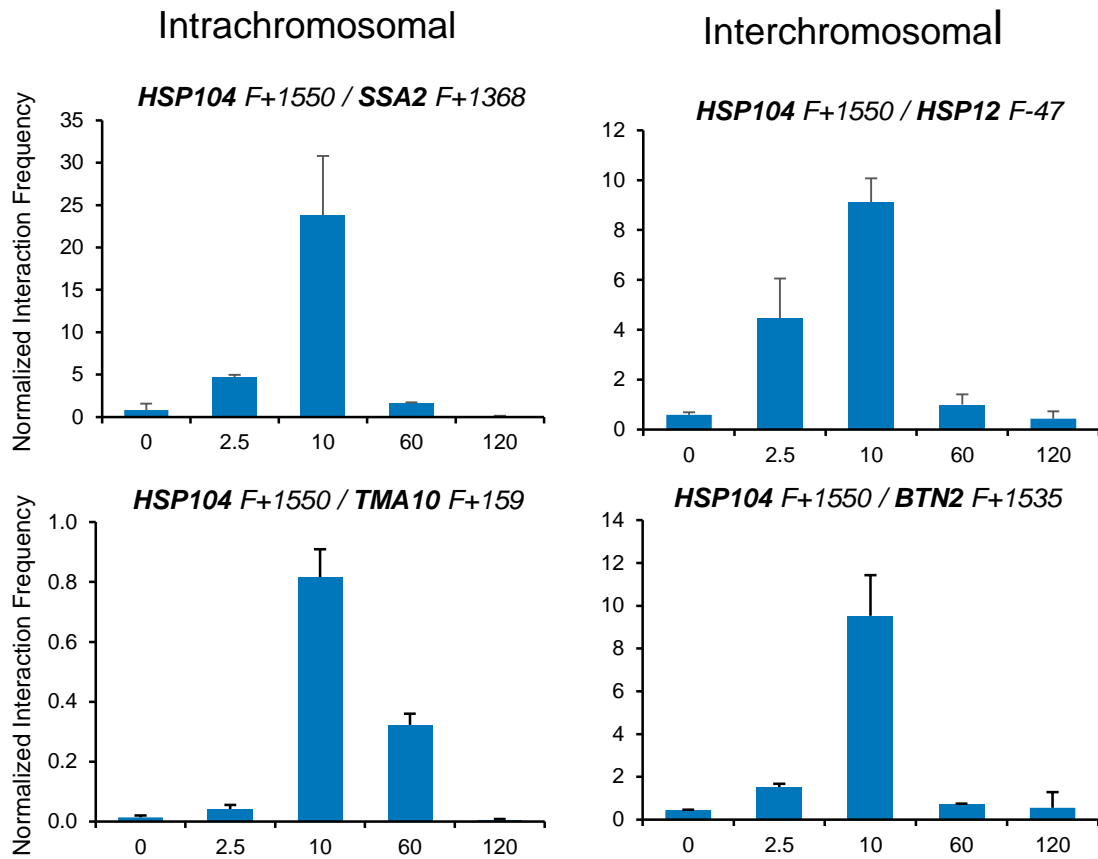 Intrachromosomal
Interchromosomal
HSP104 F+1550 / SSA2 F+1368
Normalized Interaction Frequency
35
30
25
20
15
10
5
0
0 2.5 10 60 120
HSP104 F+1550 / HSP12 F-47
12
10
8
6
4
2
0
0 2.5 10 60 120
HSP104 F+1550 / TMA10 F+159
Normalized Interaction Frequency
1.0
0.8
0.6
0.4
0.2
0.0
0 2.5 10 60 120
HSP104 F+1550 / BTN2 F+1535
14
12
10
8
6
4
2
0
0 2.5 10 60 120